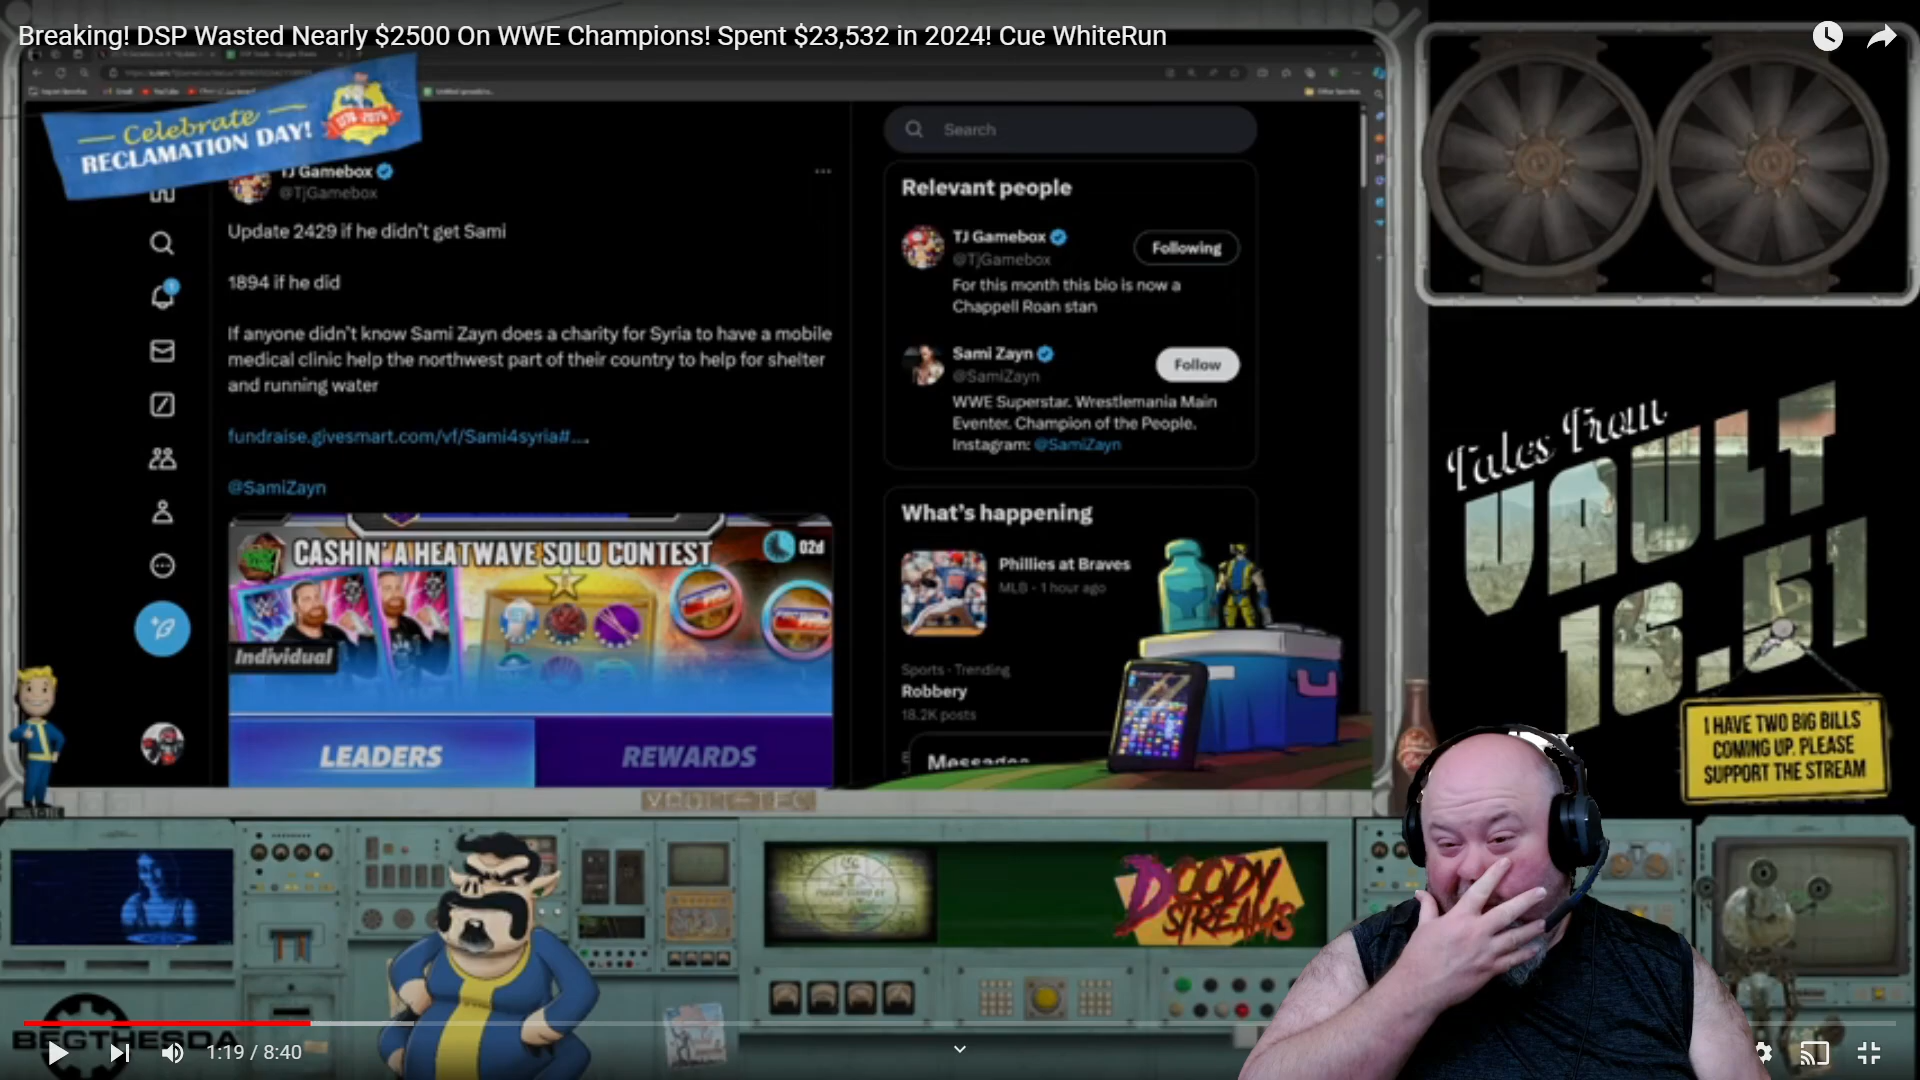 Breaking! DSP Wasted Nearly $2500 On WWE Champions! Spent $23,532 in 2024! Cue WhiteRun
Celebrate
RECLAMATION DAY!
TJ Gamebox
@TjGamebox
Update 2429 if he didn't get Sami
1894 if he did
If anyone didn't know Sami Zayn does a charity for Syria to have a mobile
medical clinic help the northwest part of their country to help for shelter
and running water
fundraise.givesmart.com/vf/Sami4syria#...
@SamiZayn
CASHIN' A HEATWAVE SOLO CONTEST
02d
Individual
LEADERS
REWARDS
Search
Relevant people
TJ Gamebox
@TjGamebox
Following
For this month this bio is now a
Chappell Roan stan
Sami Zayn
@SamiZayn
Follow
WWE Superstar. Wrestlemania Main
Eventer. Champion of the People.
Instagram: @SamiZayn
What's happening
Phillies at Braves
MLB · 1 hour ago
Sports · Trending
Robbery
18.2K posts
Messages
VAULT-TEC
Tales From
VAULT
16.51
I HAVE TWO BIG BILLS
COMING UP. PLEASE
SUPPORT THE STREAM
DOODY
STREAMS
BEGTHESDA
1:19 / 8:40